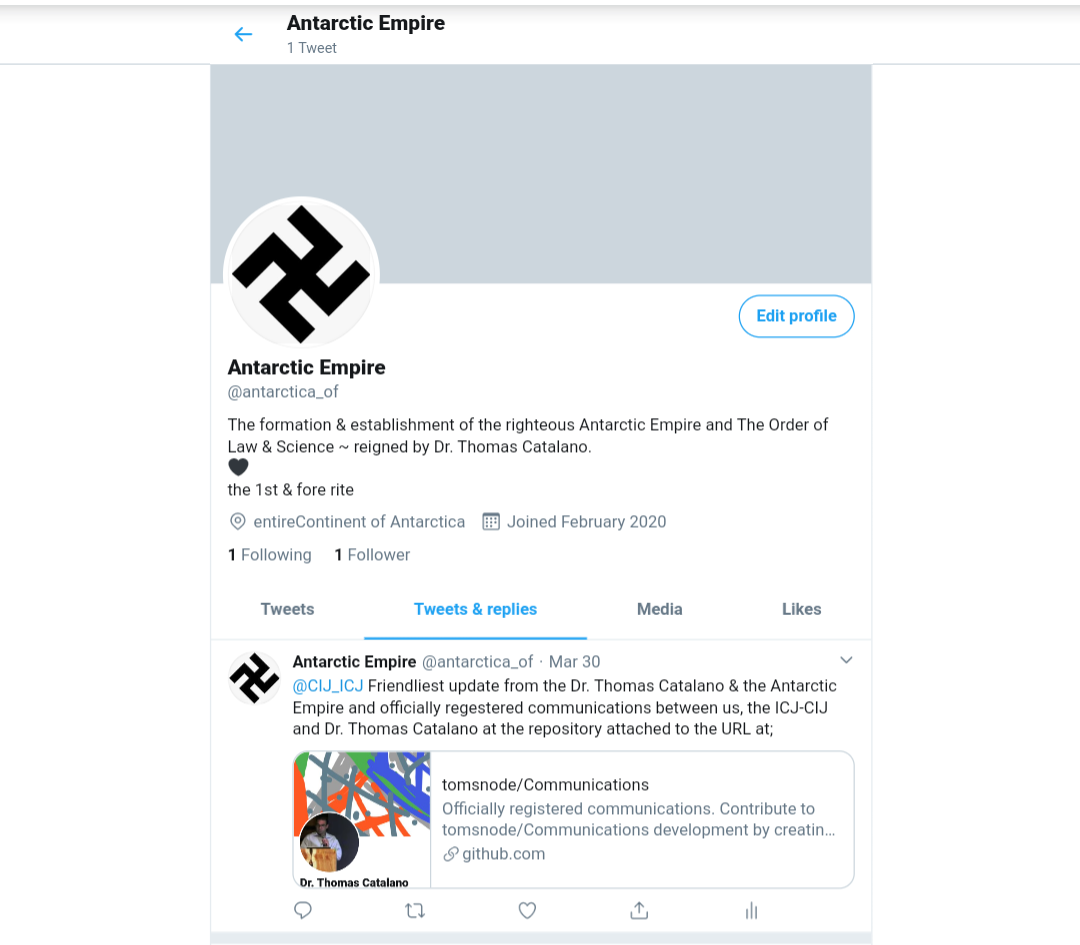 Antarctic Empire
1 Tweet
Edit profile
Antarctic Empire
@antarctica_of
The formation & establishment of the righteous Antarctic Empire and The Order of
Law & Science ~ reigned by Dr. Thomas Catalano.
🖤
the 1st & fore rite
entireContinent of Antarctica Joined February 2020
1 Following 1 Follower
Tweets Tweets & replies Media Likes
Antarctic Empire @antarctica_of · Mar 30
@CIJ_ICJ Friendliest update from the Dr. Thomas Catalano & the Antarctic
Empire and officially regestered communications between us, the ICJ-CIJ
and Dr. Thomas Catalano at the repository attached to the URL at;
tomsnode/Communications
Officially registered communications. Contribute to
tomsnode/Communications development by creatin...
github.com
Dr. Thomas Catalano